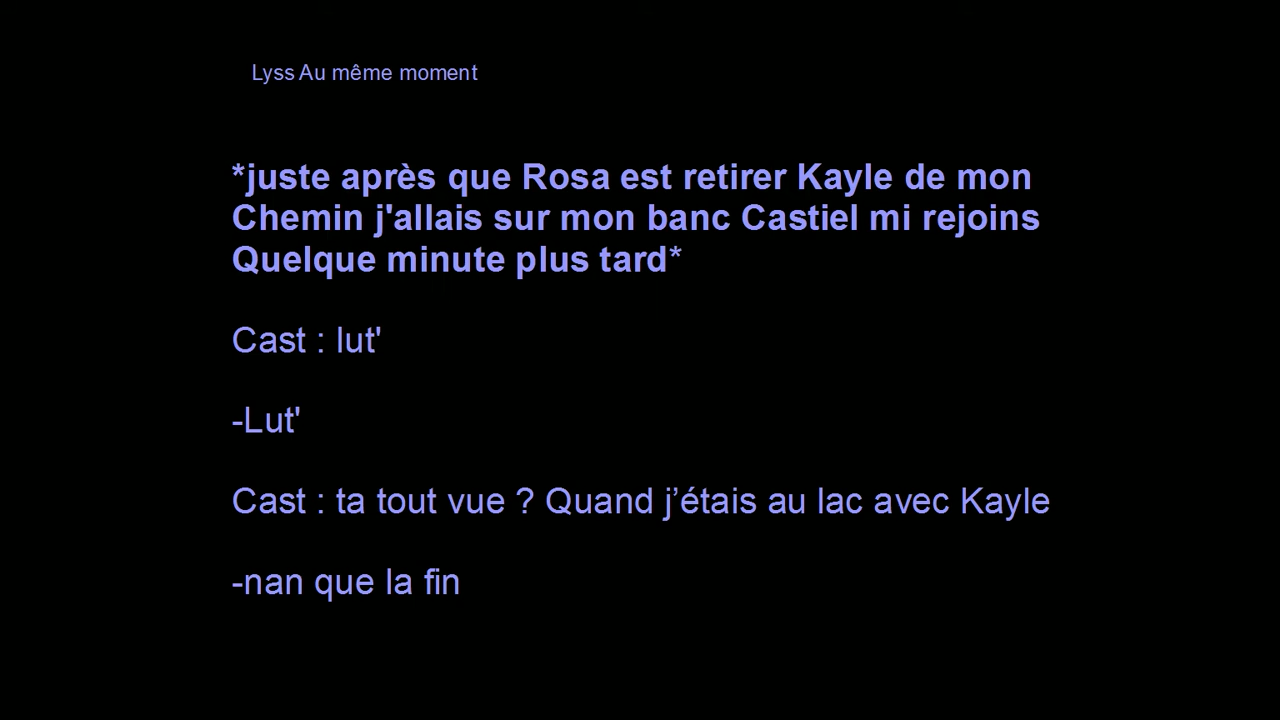 Lyss Au même moment
*juste après que Rosa est retirer Kayle de mon
Chemin j'allais sur mon banc Castiel mi rejoins
Quelque minute plus tard*
Cast : lut'
-Lut'
Cast : ta tout vue ? Quand j’étais au lac avec Kayle
-nan que la fin